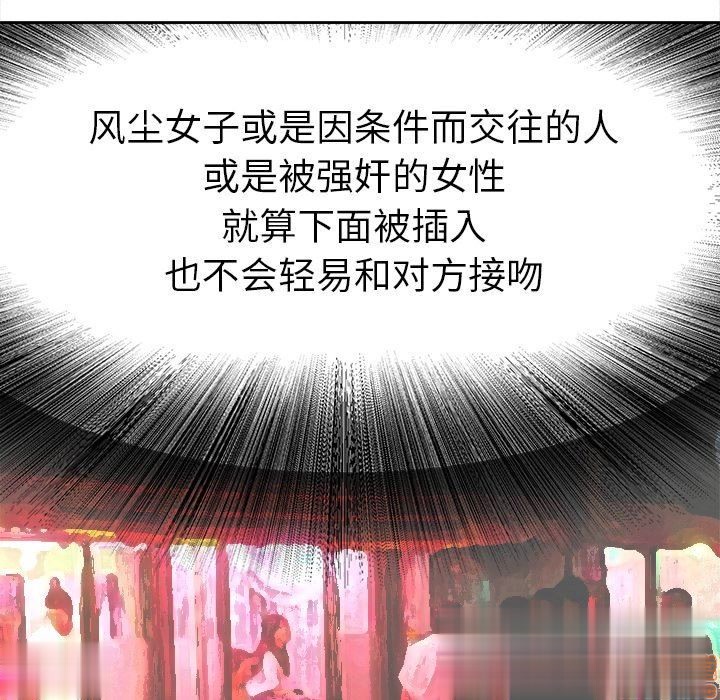 风尘女子或是因条件而交往的人
或是被强奸的女性
就算下面被插入
也不会轻易和对方接吻